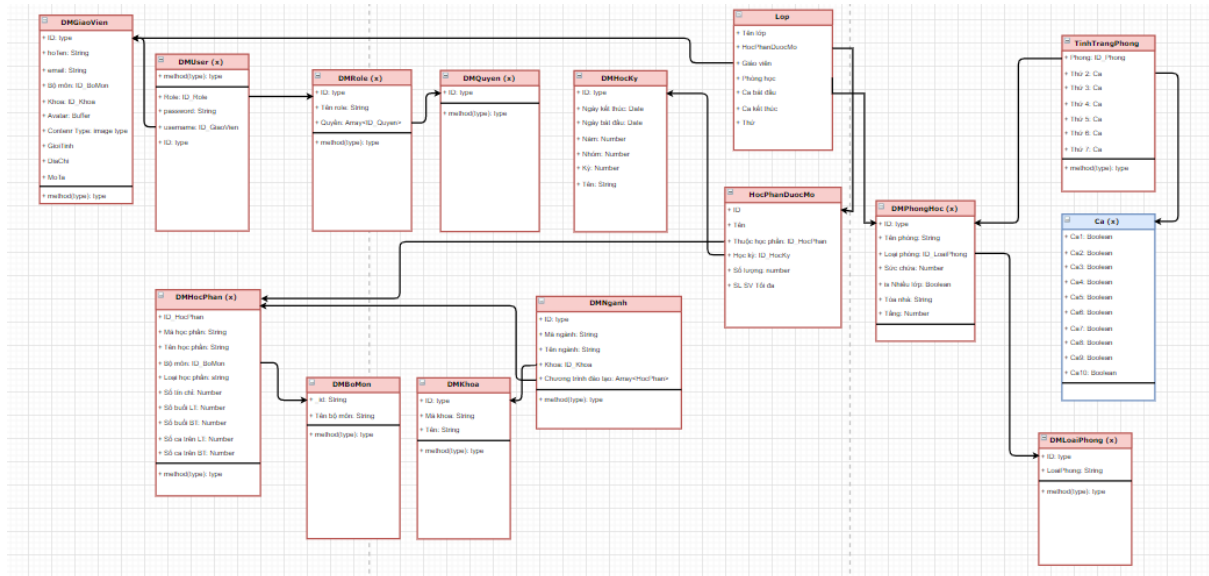 DMGiaoVien
+ ID: type
+ hoTen: String
+ email: String
+ Bộ môn: ID_BoMon
+ Khoa: ID_Khoa
+ Avatar: Buffer
+ Content Type: image type
+ GioiTinh
+ DiaChi
+ MoTa
+ method(type): type
DMUser (x)
+ method(type): type
+ Role: ID_Role
+ password: String
+ username: ID_GiaoVien
+ ID: type
DMRole (x)
+ ID: type
+ Tên role: String
+ Quyền: Array<ID_Quyen>
+ method(type): type
DMQuyen (x)
+ ID: type
+ method(type): type
DMHocKy
+ ID: type
+ Ngày kết thúc: Date
+ Ngày bắt đầu: Date
+ Năm: Number
+ Nhóm: Number
+ Kỳ: Number
+ Tên: String
Lop
+ Tên lớp
+ HocPhanDuocMo
+ Giáo viên
+ Phòng học
+ Ca bắt đầu
+ Ca kết thúc
+ Thứ
TinhTrangPhong
+ Phong: ID_Phong
+ Thứ 2: Ca
+ Thứ 3: Ca
+ Thứ 4: Ca
+ Thứ 5: Ca
+ Thứ 6: Ca
+ Thứ 7: Ca
+ method(type): type
HocPhanDuocMo
+ ID
+ Tên
+ Thuộc học phần: ID_HocPhan
+ Học kỳ: ID_HocKy
+ Số lượng: number
+ SL SV Tối đa
DMPhongHoc (x)
+ ID: type
+ Tên phòng: String
+ Loại phòng: ID_LoaiPhong
+ Sức chứa: Number
+ is Nhiều lớp: Boolean
+ Tòa nhà: String
+ Tầng: Number
Ca (x)
+ Ca1: Boolean
+ Ca2: Boolean
+ Ca3: Boolean
+ Ca4: Boolean
+ Ca5: Boolean
+ Ca6: Boolean
+ Ca7: Boolean
+ Ca8: Boolean
+ Ca9: Boolean
+ Ca10: Boolean
DMHocPhan (x)
+ ID_HocPhan
+ Mã học phần: String
+ Tên học phần: String
+ Bộ môn: ID_BoMon
+ Loại học phần: string
+ Số tín chỉ: Number
+ Số buổi LT: Number
+ Số buổi BT: Number
+ Số ca trên LT: Number
+ Số ca trên BT: Number
+ method(type): type
DMBoMon
+ _id: String
+ Tên bộ môn: String
+ method(type): type
DMKhoa
+ ID: type
+ Mã khoa: String
+ Tên: String
+ method(type): type
DMNganh
+ ID: type
+ Mã ngành: String
+ Tên ngành: String
+ Khoa: ID_Khoa
+ Chương trình đào tạo: Array<HocPhan>
+ method(type): type
DMLoaiPhong (x)
+ ID: type
+ LoaiPhong: String
+ method(type): type